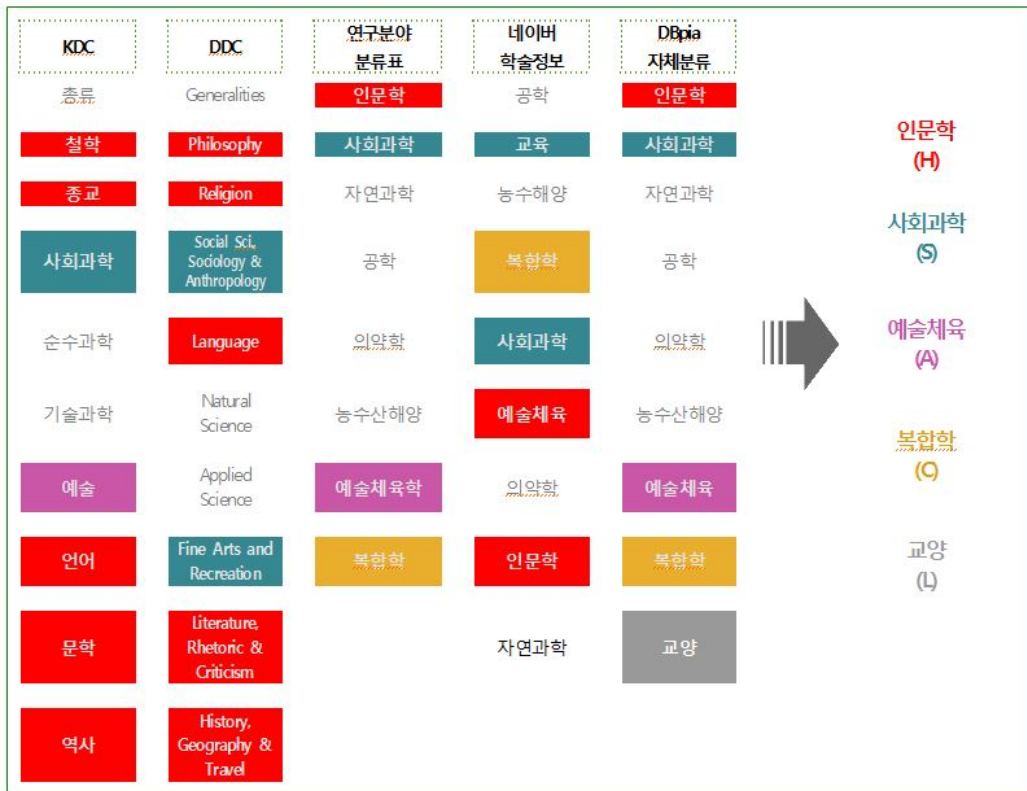 KDC
DDC
연구분야
분류표
네이버
학술정보
DBpia
자체분류
총류
Generalities
인문학
공학
인문학
철학
Philosophy
사회과학
교육
사회과학
종교
Religion
자연과학
농수해양
자연과학
사회과학
Social Sci,
Sodology &
Anthropology
공학
복합학
공학
순수과학
Language
의약학
사회과학
의약학
기술과학
Natural
Science
농수산해양
예술체육
농수산해양
예술
Applied
Science
예술체육학
의약학
예술체육
언어
Fine Arts and
Recreation
복합학
인문학
복합학
문학
Literature,
Rhetoric &
Criticism
자연과학
교양
역사
History,
Geography &
Travel
인문학
(H)
사회과학
(S)
예술체육
(A)
복합학
(C)
교양
(L)